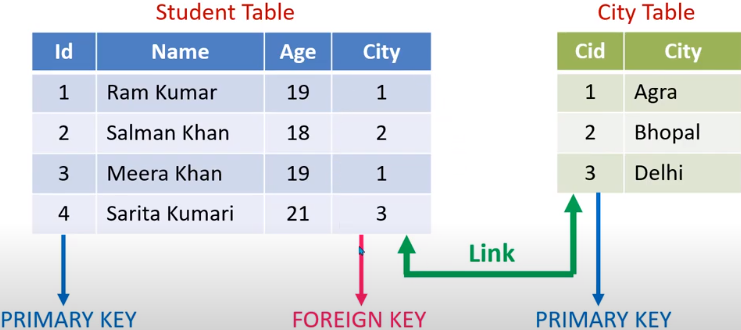 Student Table
City Table
Id Name Age City
Cid City
1 Ram Kumar 19 1
1 Agra
2 Salman Khan 18 2
2 Bhopal
3 Meera Khan 19 1
3 Delhi
4 Sarita Kumari 21 3
Link
PRIMARY KEY
FOREIGN KEY
PRIMARY KEY